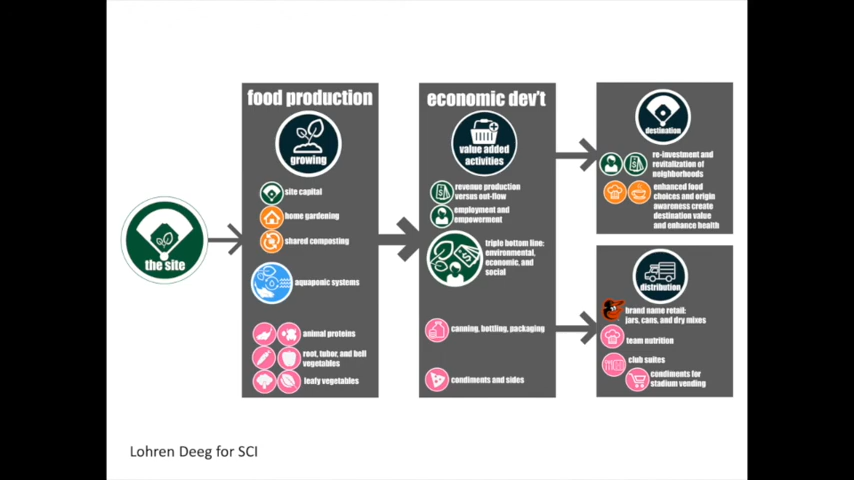 the site
food production
growing
site capital
home gardening
shared composting
aquaponic systems
animal proteins
root, tubor, and bell
vegetables
leafy vegetables
economic dev't
value added
activities
revenue production
versus out-flow
employment and
empowerment
triple bottom line:
environmental,
economic, and
social
canning, bottling, packaging
condiments and sides
destination
re-investment and
revitalization of
neighborhoods
enhanced food
choices and origin
awareness create
destination value
and enhance health
distribution
brand name retail:
jars, cans, and dry mixes
team nutrition
club suites
condiments for
stadium vending
Lohren Deeg for SCI